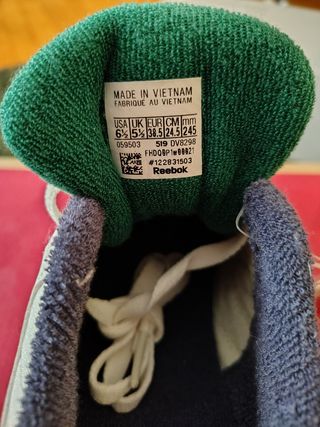 MADE IN VIETNAM
FABRIQUÉ AU VIETNAM
USA UK EUR CM mm
6½ 5½ 38.5 24.5 245
059503 519 DV8298
#122831503
Reebok